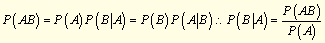 P(AB) = P(A)P(B|A) = P(B)P(A|B) ∴ P(B|A) = P(AB)/P(A)